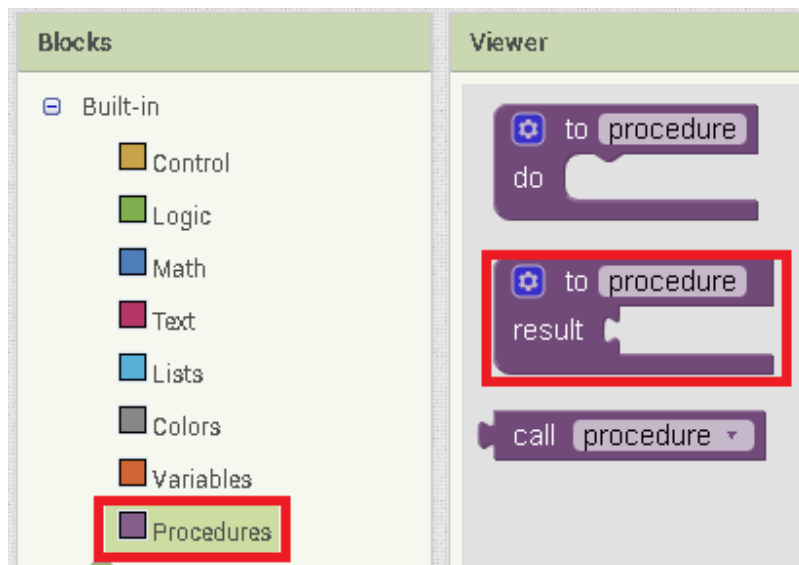 Blocks
Built-in
Control
Logic
Math
Text
Lists
Colors
Variables
Procedures
Viewer
to procedure
do
to procedure
result
call procedure